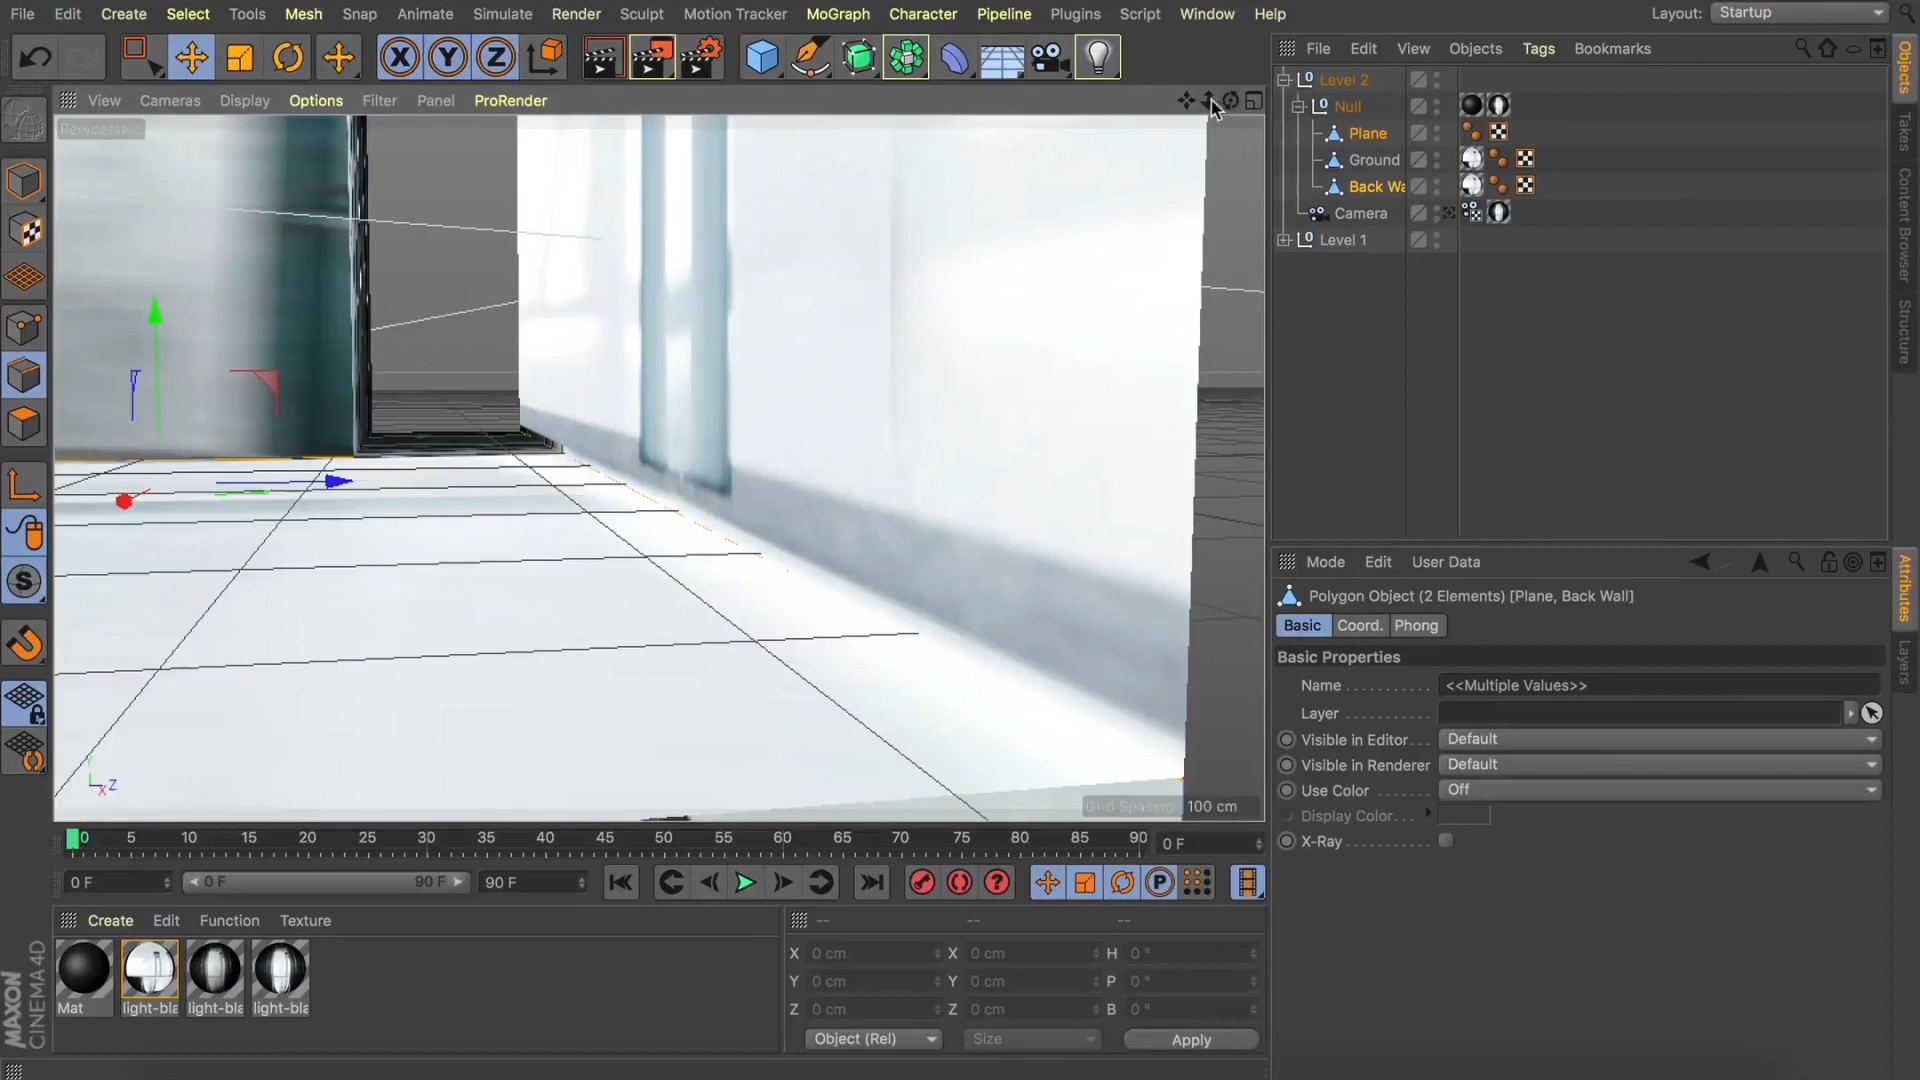 File Edit Create Select Tools Mesh Snap Animate Simulate Render Sculpt Motion Tracker MoGraph Character Pipeline Plugins Script Window Help Layout: Startup
File Edit View Objects Tags Bookmarks
View Cameras Display Options Filter Panel ProRender
Perspective
Level 2
Null
Plane
Ground
Back Wa
Camera
Level 1
Objects
Takes
Content Browser
Structure
Attributes
Layers
Mode Edit User Data
Polygon Object (2 Elements) [Plane, Back Wall]
Basic Coord. Phong
Basic Properties
Name <<Multiple Values>>
Layer
Visible in Editor Default
Visible in Renderer Default
Use Color Off
Display Color
X-Ray
Y
X Z
Grid Spacing 100 cm
0 5 10 15 20 25 30 35 40 45 50 55 60 65 70 75 80 85 90 0 F
0 F 0 F 90 F 90 F
Create Edit Function Texture
-- -- --
Mat light-bla light-bla light-bla
X 0 cm X 0 cm H 0 °
Y 0 cm Y 0 cm P 0 °
Z 0 cm Z 0 cm B 0 °
Object (Rel) Size Apply
MAXON
CINEMA 4D